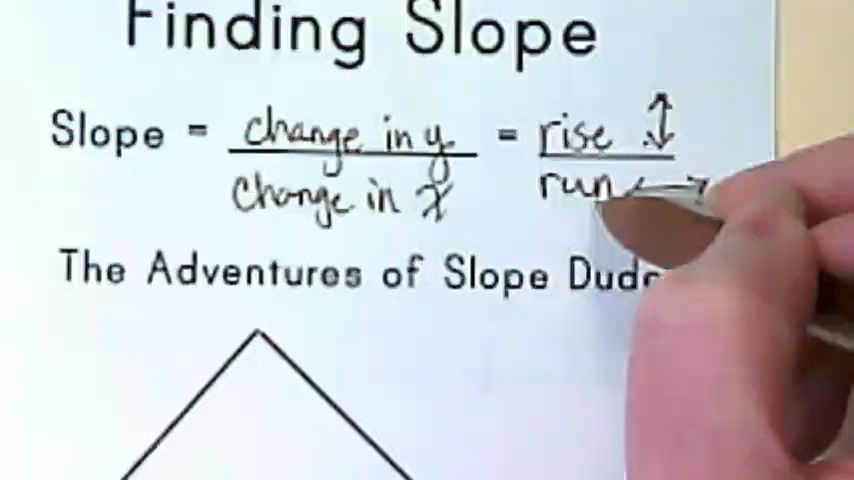 Finding Slope
Slope = change in y = rise ↕
change in x run ↔
The Adventures of Slope Dude